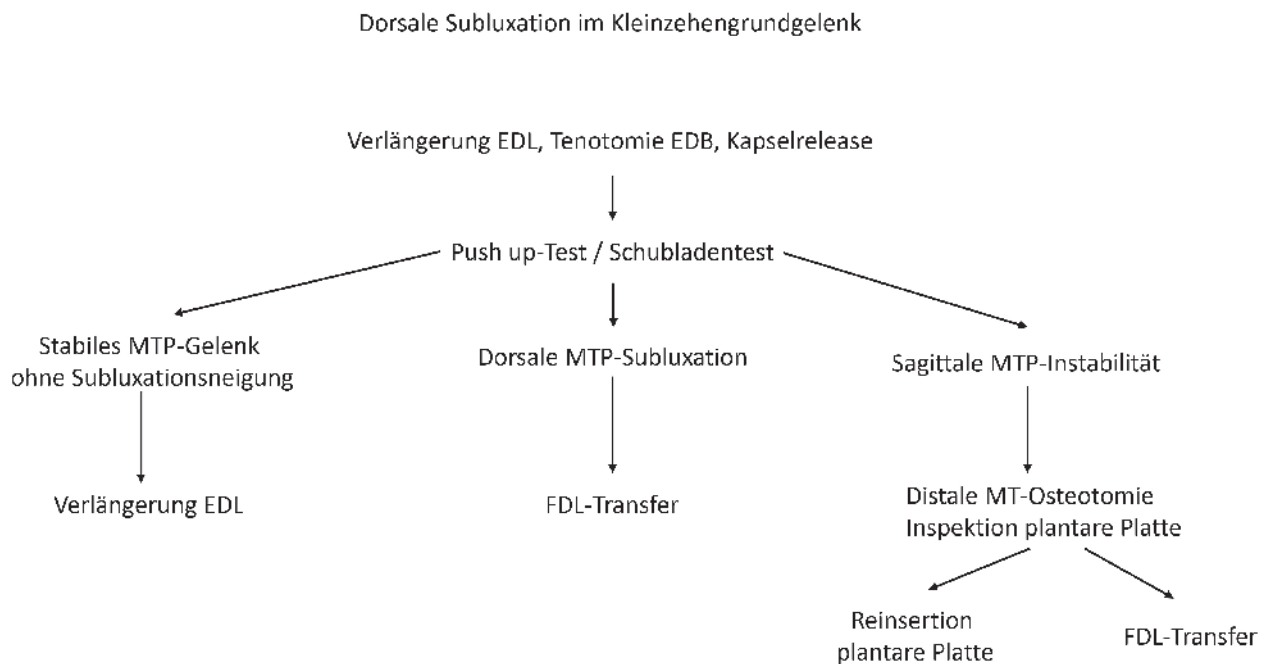 Dorsale Subluxation im Kleinzehengrundgelenk
Verlängerung EDL, Tenotomie EDB, Kapselrelease
Push up-Test / Schubladentest
Stabiles MTP-Gelenk
ohne Subluxationsneigung
Dorsale MTP-Subluxation
Sagittale MTP-Instabilität
Verlängerung EDL
FDL-Transfer
Distale MT-Osteotomie
Inspektion plantare Platte
Reinsertion
plantare Platte
FDL-Transfer